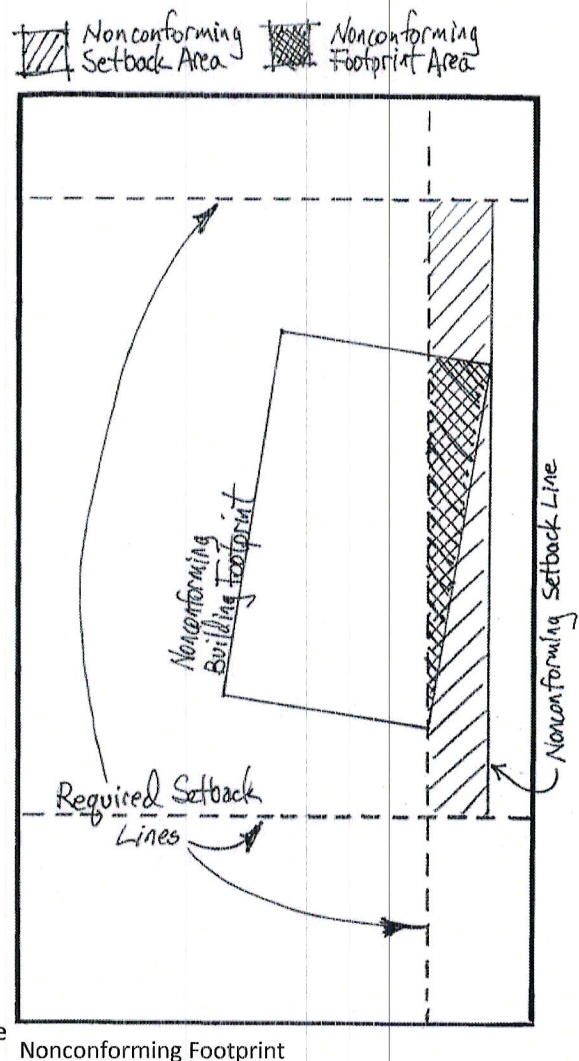 Nonconforming
Setback Area
Nonconforming
Footprint Area
Nonconforming
Building Footprint
Nonconforming Setback Line
Required Setback
Lines
e
Nonconforming Footprint